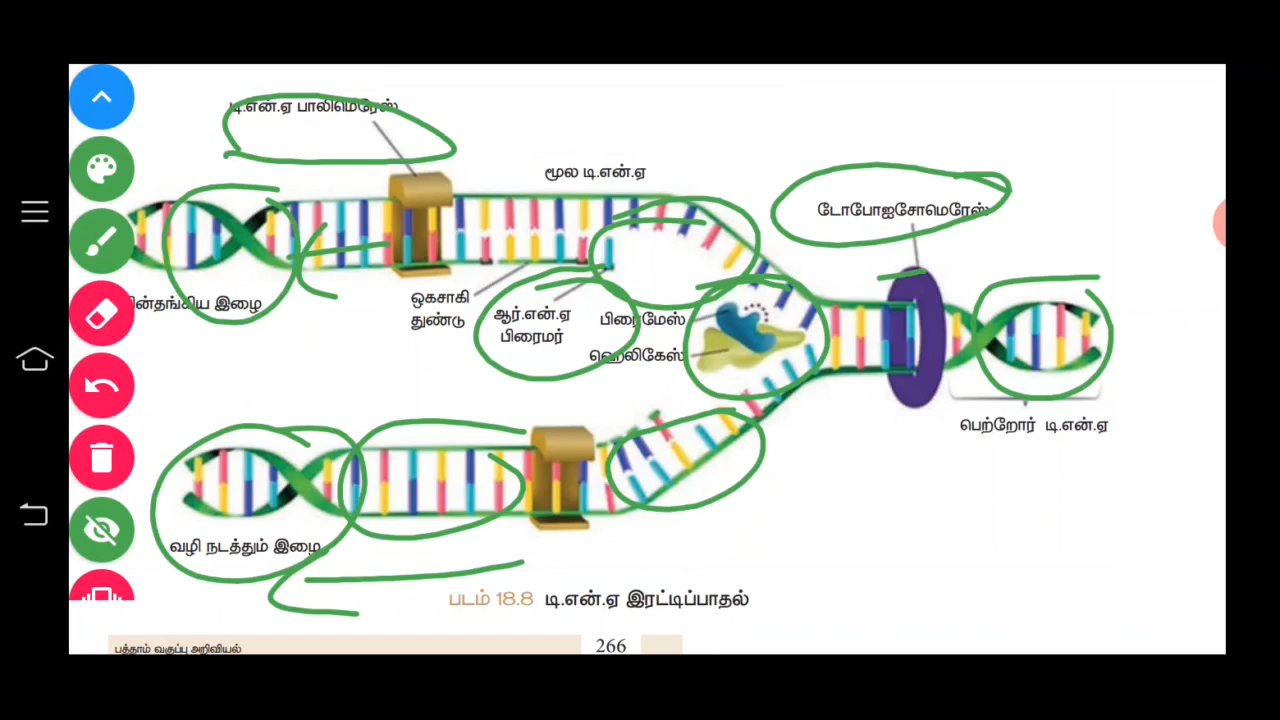 டி.என்.ஏ பாலிமெரேஸ்
மூல டி.என்.ஏ
டோபோஐசோமெரேஸ்
இழை
ஒகசாகி
துண்டு
ஆர்.என்.ஏ
பிரைமர்
பிரைமேஸ்
ஹெலிகேஸ்
பெற்றோர் டி.என்.ஏ
வழி நடத்தும் இழை
படம் 18.8 டி.என்.ஏ இரட்டிப்பாதல்
பத்தாம் வகுப்பு அறிவியல்
266